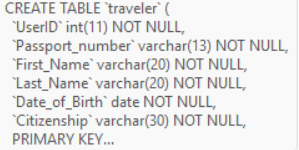 CREATE TABLE `traveler` (
`UserID` int(11) NOT NULL,
`Passport_number` varchar(13) NOT NULL,
`First_Name` varchar(20) NOT NULL,
`Last_Name` varchar(20) NOT NULL,
`Date_of_Birth` date NOT NULL,
`Citizenship` varchar(30) NOT NULL,
PRIMARY KEY...